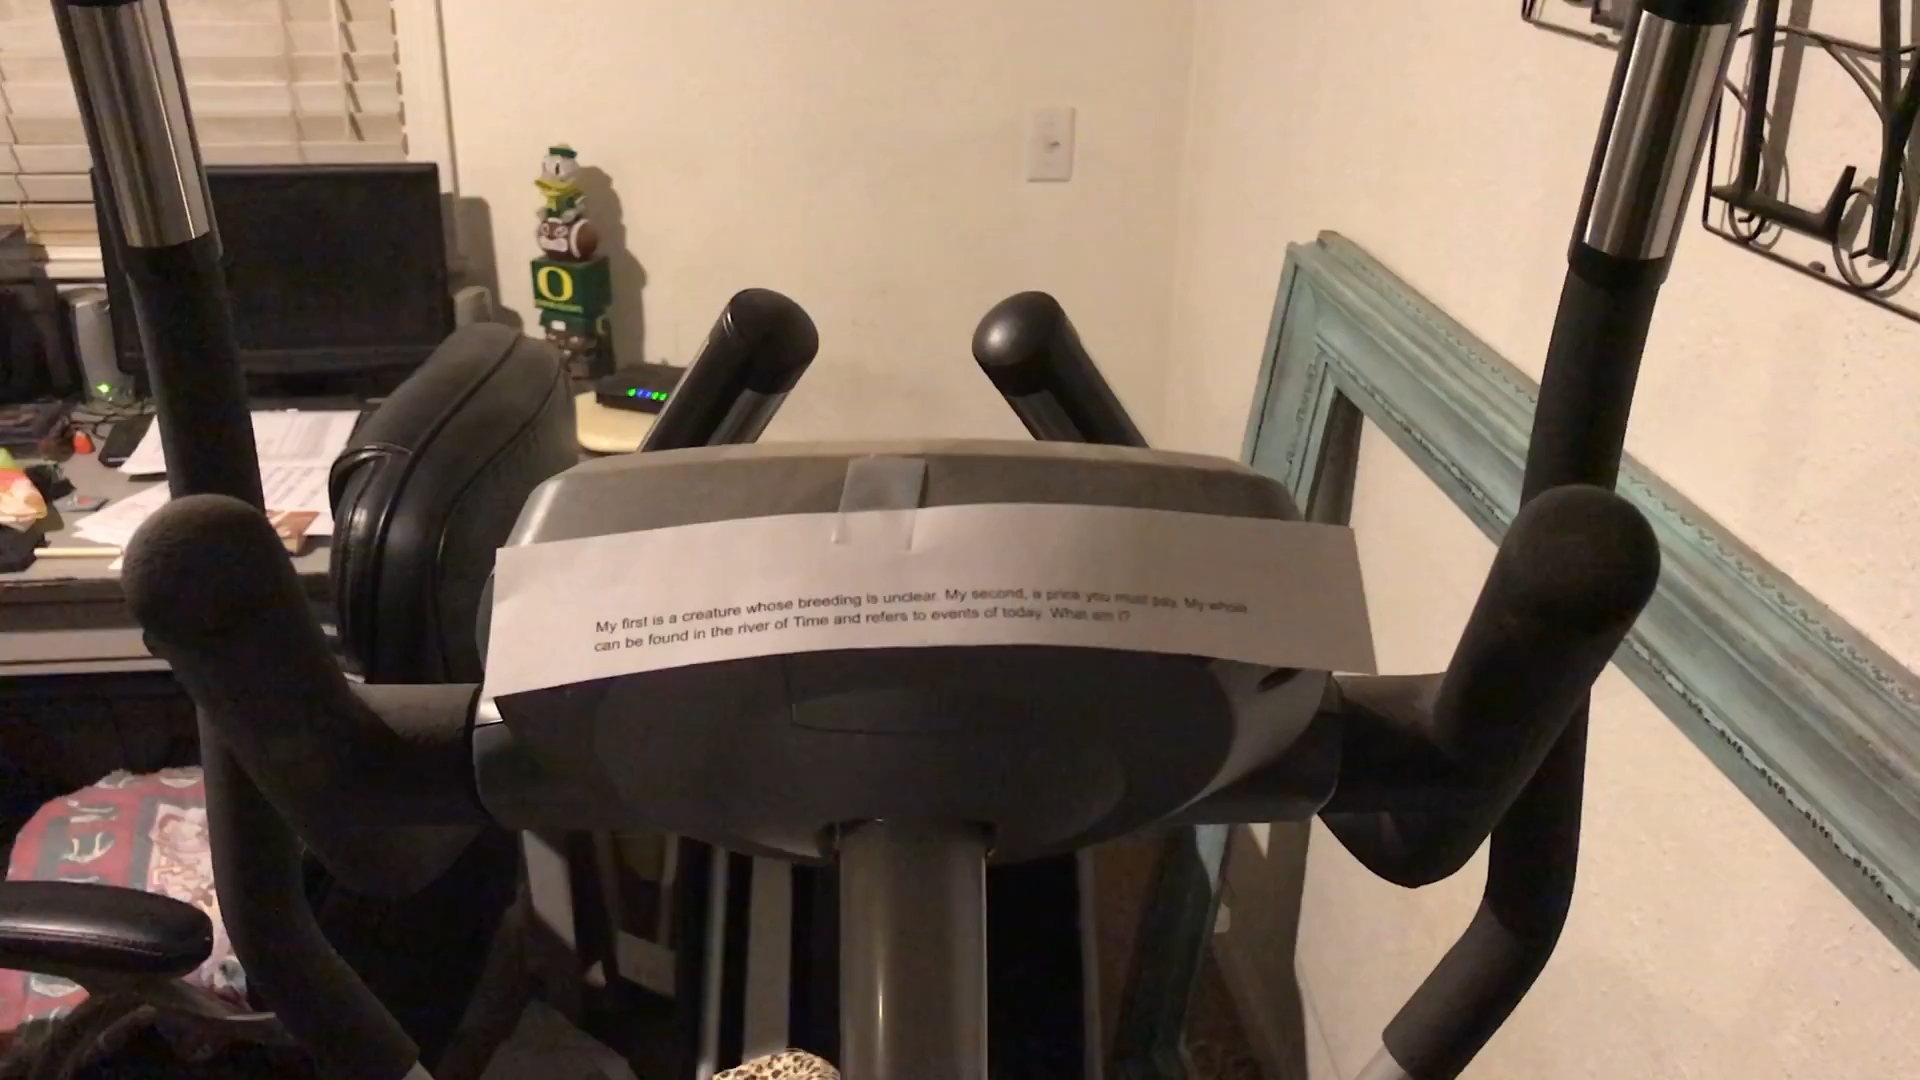 O
My first is a creature whose breeding is unclear. My second, a price you must pay. My whole
can be found in the river of Time and refers to events of today. What am I?